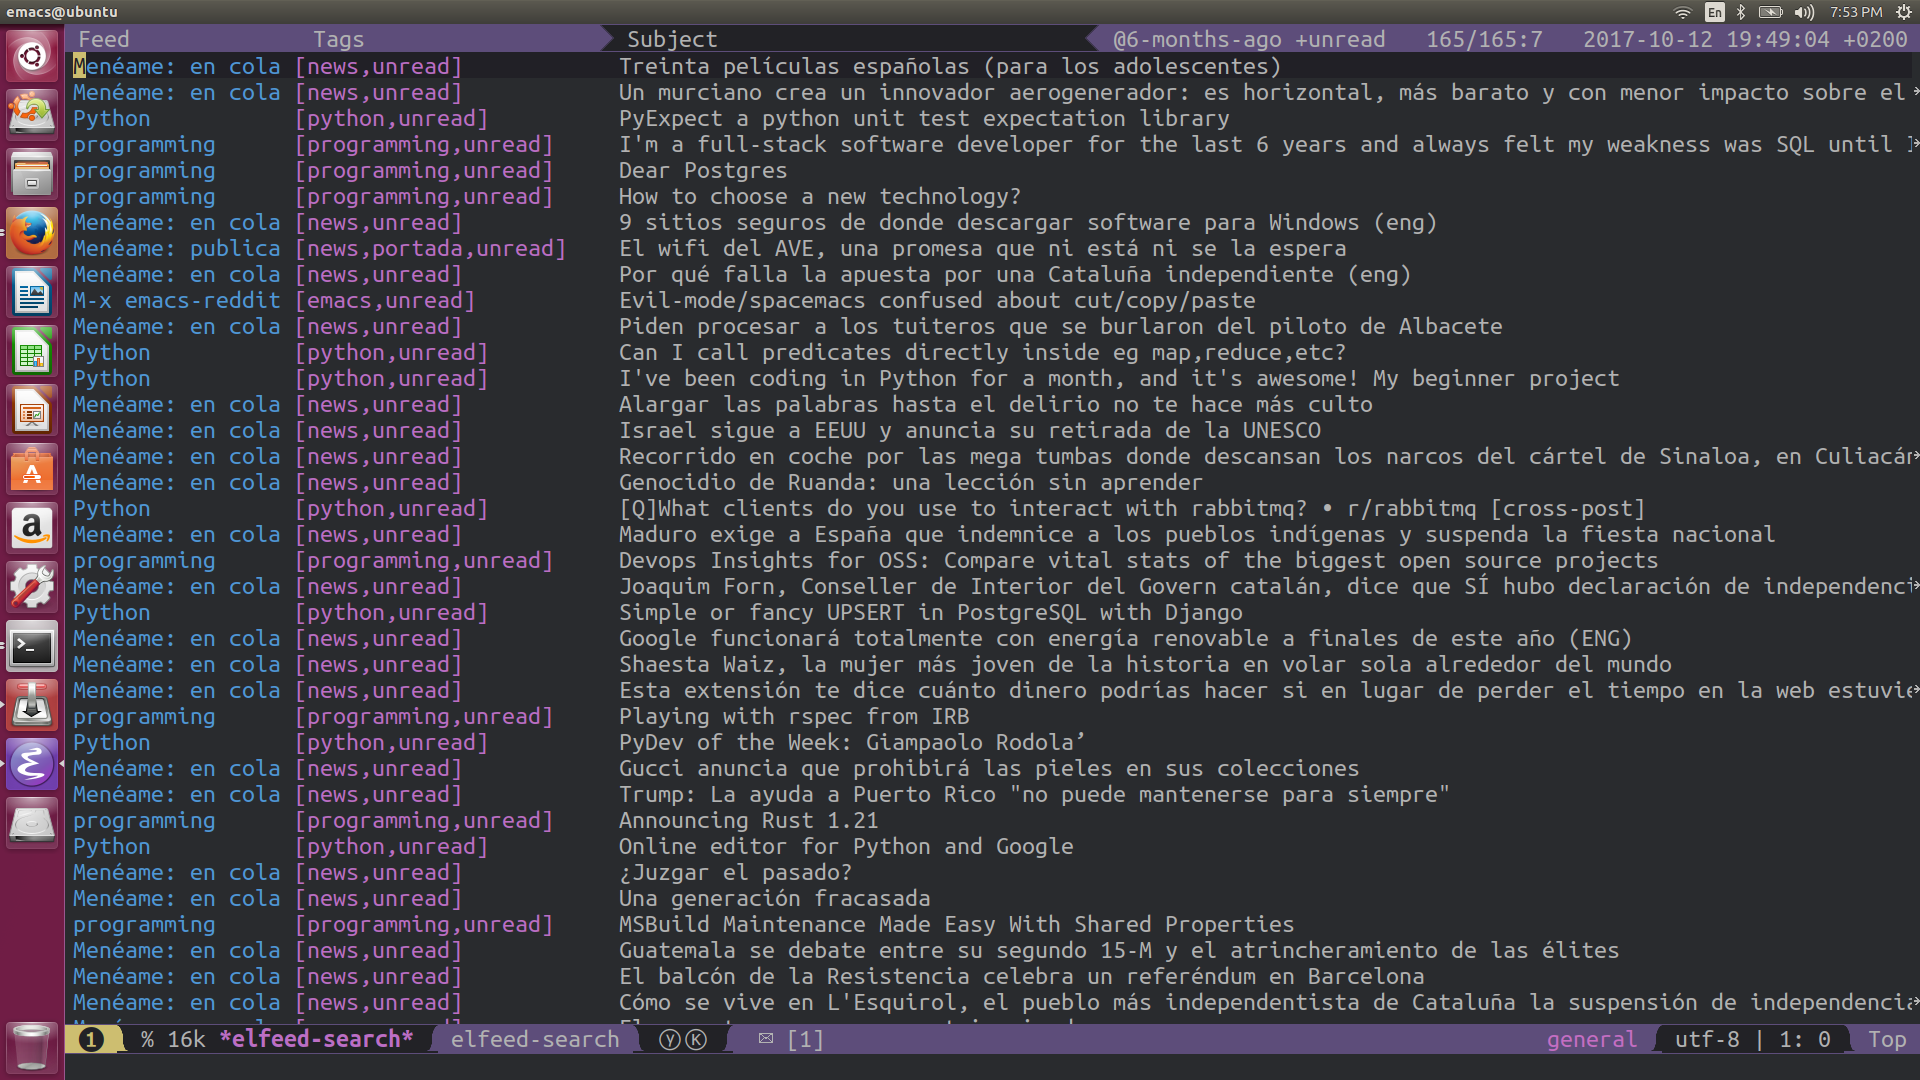 emacs@ubuntu En 7:53 PM
Feed Tags Subject @6-months-ago +unread 165/165:7 2017-10-12 19:49:04 +0200
Menéame: en cola [news,unread] Treinta películas españolas (para los adolescentes)
Menéame: en cola [news,unread] Un murciano crea un innovador aerogenerador: es horizontal, más barato y con menor impacto sobre el
Python [python,unread] PyExpect a python unit test expectation library
programming [programming,unread] I'm a full-stack software developer for the last 6 years and always felt my weakness was SQL until
programming [programming,unread] Dear Postgres
programming [programming,unread] How to choose a new technology?
Menéame: en cola [news,unread] 9 sitios seguros de donde descargar software para Windows (eng)
Menéame: publica [news,portada,unread] El wifi del AVE, una promesa que ni está ni se la espera
Menéame: en cola [news,unread] Por qué falla la apuesta por una Cataluña independiente (eng)
M-x emacs-reddit [emacs,unread] Evil-mode/spacemacs confused about cut/copy/paste
Menéame: en cola [news,unread] Piden procesar a los tuiteros que se burlaron del piloto de Albacete
Python [python,unread] Can I call predicates directly inside eg map,reduce,etc?
Python [python,unread] I've been coding in Python for a month, and it's awesome! My beginner project
Menéame: en cola [news,unread] Alargar las palabras hasta el delirio no te hace más culto
Menéame: en cola [news,unread] Israel sigue a EEUU y anuncia su retirada de la UNESCO
Menéame: en cola [news,unread] Recorrido en coche por las mega tumbas donde descansan los narcos del cártel de Sinaloa, en Culiacán
Menéame: en cola [news,unread] Genocidio de Ruanda: una lección sin aprender
Python [python,unread] [Q]What clients do you use to interact with rabbitmq? • r/rabbitmq [cross-post]
Menéame: en cola [news,unread] Maduro exige a España que indemnice a los pueblos indígenas y suspenda la fiesta nacional
programming [programming,unread] Devops Insights for OSS: Compare vital stats of the biggest open source projects
Menéame: en cola [news,unread] Joaquim Forn, Conseller de Interior del Govern catalán, dice que SÍ hubo declaración de independenci
Python [python,unread] Simple or fancy UPSERT in PostgreSQL with Django
Menéame: en cola [news,unread] Google funcionará totalmente con energía renovable a finales de este año (ENG)
Menéame: en cola [news,unread] Shaesta Waiz, la mujer más joven de la historia en volar sola alrededor del mundo
Menéame: en cola [news,unread] Esta extensión te dice cuánto dinero podrías hacer si en lugar de perder el tiempo en la web estuvie
programming [programming,unread] Playing with rspec from IRB
Python [python,unread] PyDev of the Week: Giampaolo Rodola’
Menéame: en cola [news,unread] Gucci anuncia que prohibirá las pieles en sus colecciones
Menéame: en cola [news,unread] Trump: La ayuda a Puerto Rico "no puede mantenerse para siempre"
programming [programming,unread] Announcing Rust 1.21
Python [python,unread] Online editor for Python and Google
Menéame: en cola [news,unread] ¿Juzgar el pasado?
Menéame: en cola [news,unread] Una generación fracasada
programming [programming,unread] MSBuild Maintenance Made Easy With Shared Properties
Menéame: en cola [news,unread] Guatemala se debate entre su segundo 15-M y el atrincheramiento de las élites
Menéame: en cola [news,unread] El balcón de la Resistencia celebra un referéndum en Barcelona
Menéame: en cola [news,unread] Cómo se vive en L'Esquirol, el pueblo más independentista de Cataluña la suspensión de independencia
1 % 16k *elfeed-search* elfeed-search ⓨⓀ [1] general utf-8 | 1: 0 Top